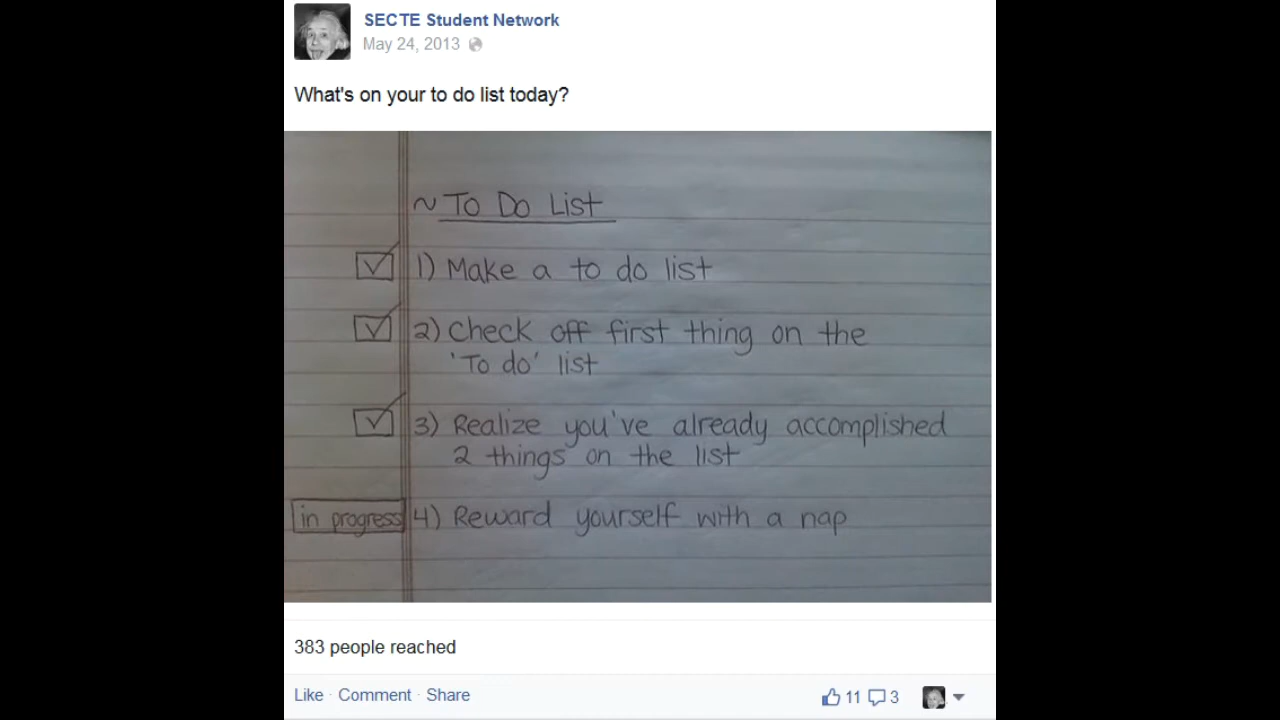 SECTE Student Network
May 24, 2013
What's on your to do list today?
~ To Do List
1) Make a to do list
2) Check off first thing on the
'To do' list
3) Realize you've already accomplished
2 things on the list
in progress 4) Reward yourself with a nap
383 people reached
Like · Comment · Share 11 3